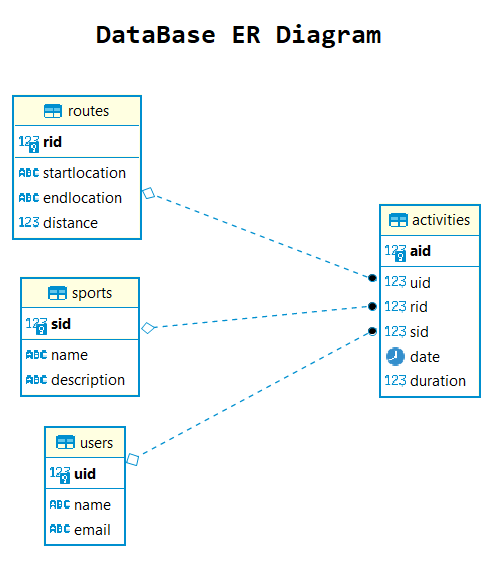 DataBase ER Diagram
routes
123 rid
ABC startlocation
ABC endlocation
123 distance
activities
123 aid
123 uid
123 rid
123 sid
date
123 duration
sports
123 sid
ABC name
ABC description
users
123 uid
ABC name
ABC email